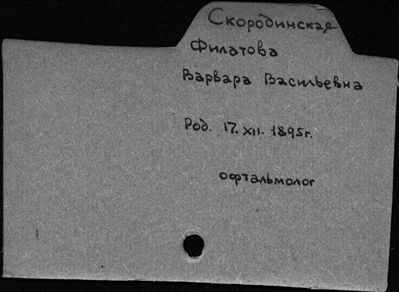 Скородинская
Филатова
Варвара Васильевна
Род. 17. XII. 1895г.
офтальмолог